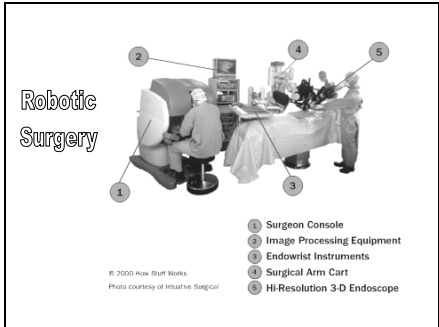 Robotic
Surgery
2
4
5
1
3
1 Surgeon Console
2 Image Processing Equipment
3 Endowrist Instruments
4 Surgical Arm Cart
5 Hi-Resolution 3-D Endoscope
© 2000 How Stuff Works
Photo courtesy of Intuative Surgical